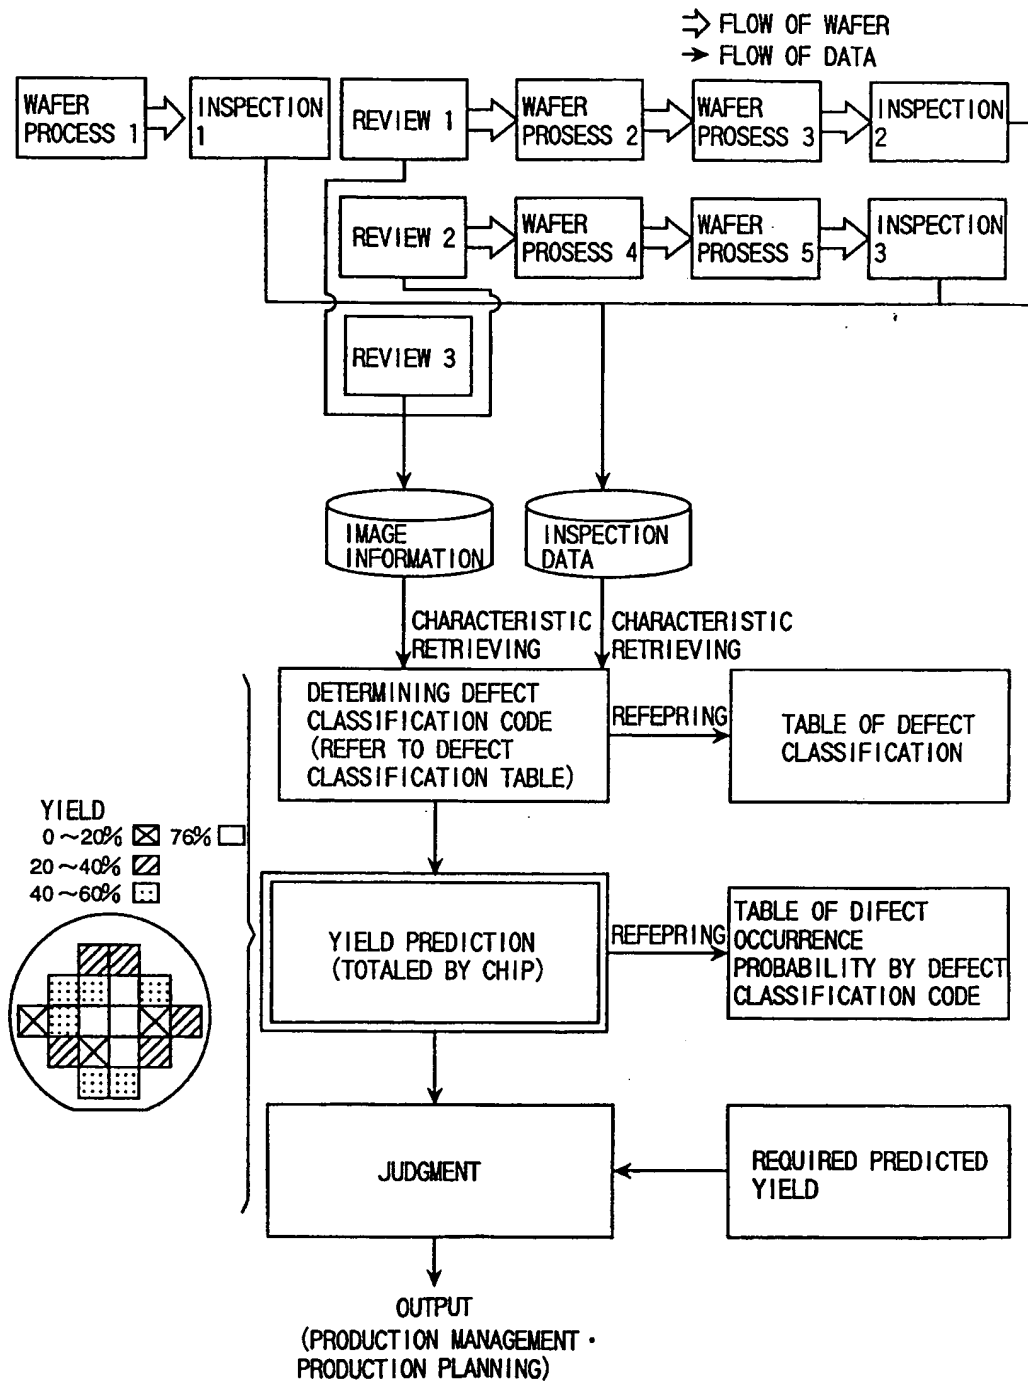 FLOW OF WAFER
FLOW OF DATA
WAFER
PROCESS 1
INSPECTION
1
REVIEW 1
WAFER
PROSESS 2
WAFER
PROSESS 3
INSPECTION
2
REVIEW 2
WAFER
PROSESS 4
WAFER
PROSESS 5
INSPECTION
3
REVIEW 3
IMAGE
INFORMATION
INSPECTION
DATA
CHARACTERISTIC
RETRIEVING
CHARACTERISTIC
RETRIEVING
DETERMINING DEFECT
CLASSIFICATION CODE
(REFER TO DEFECT
CLASSIFICATION TABLE)
REFEPRING
TABLE OF DEFECT
CLASSIFICATION
YIELD
0~20% 76%
20~40%
40~60%
YIELD PREDICTION
(TOTALED BY CHIP)
REFEPRING
TABLE OF DIFECT
OCCURRENCE
PROBABILITY BY DEFECT
CLASSIFICATION CODE
JUDGMENT
REQUIRED PREDICTED
YIELD
OUTPUT
(PRODUCTION MANAGEMENT・
PRODUCTION PLANNING)